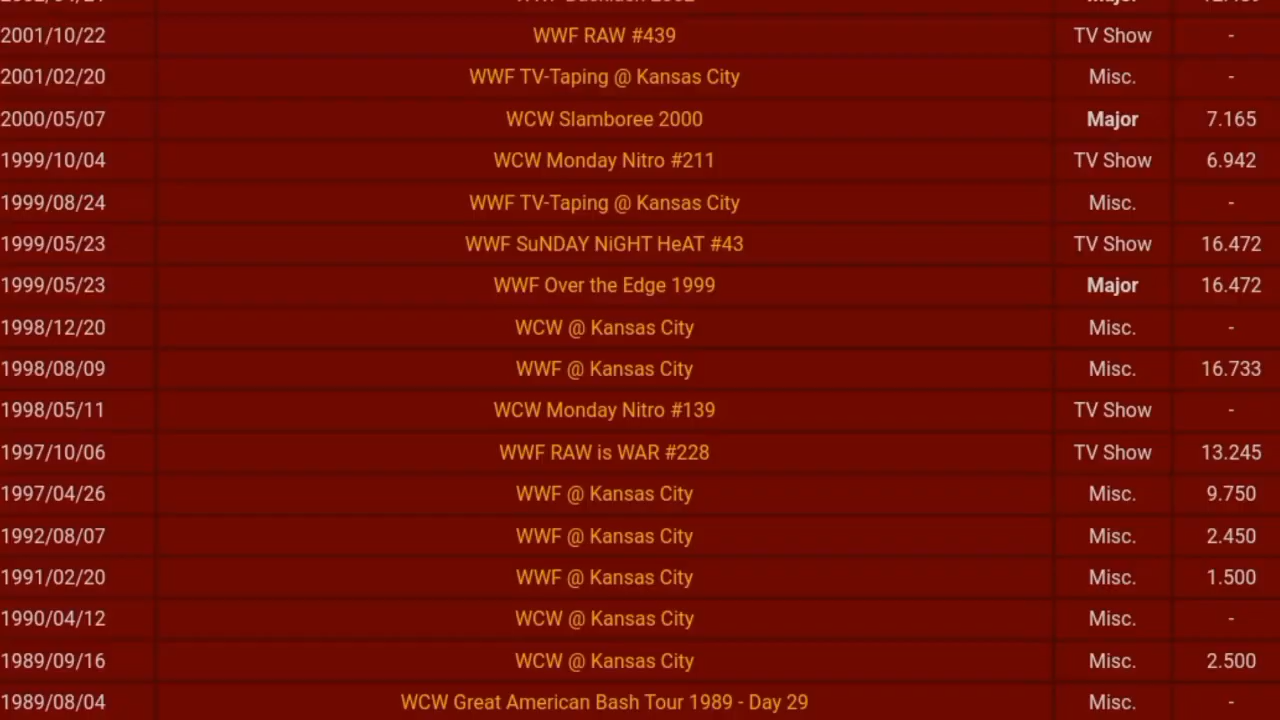 2001/10/22 WWF RAW #439 TV Show -
2001/02/20 WWF TV-Taping @ Kansas City Misc. -
2000/05/07 WCW Slamboree 2000 Major 7.165
1999/10/04 WCW Monday Nitro #211 TV Show 6.942
1999/08/24 WWF TV-Taping @ Kansas City Misc. -
1999/05/23 WWF SuNDAY NiGHT HeAT #43 TV Show 16.472
1999/05/23 WWF Over the Edge 1999 Major 16.472
1998/12/20 WCW @ Kansas City Misc. -
1998/08/09 WWF @ Kansas City Misc. 16.733
1998/05/11 WCW Monday Nitro #139 TV Show -
1997/10/06 WWF RAW is WAR #228 TV Show 13.245
1997/04/26 WWF @ Kansas City Misc. 9.750
1992/08/07 WWF @ Kansas City Misc. 2.450
1991/02/20 WWF @ Kansas City Misc. 1.500
1990/04/12 WCW @ Kansas City Misc. -
1989/09/16 WCW @ Kansas City Misc. 2.500
1989/08/04 WCW Great American Bash Tour 1989 - Day 29 Misc. -